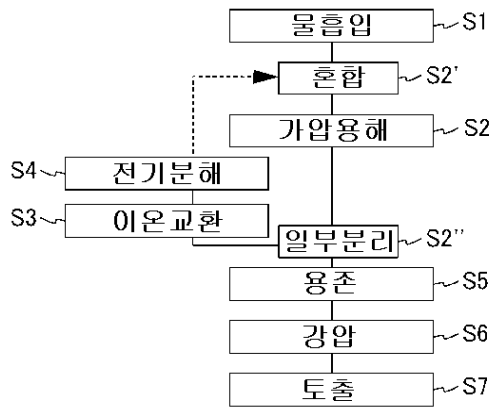 물흡입 S1
혼합 S2'
가압용해 S2
S4 전기분해
S3 이온교환
일부분리 S2''
용존 S5
강압 S6
토출 S7